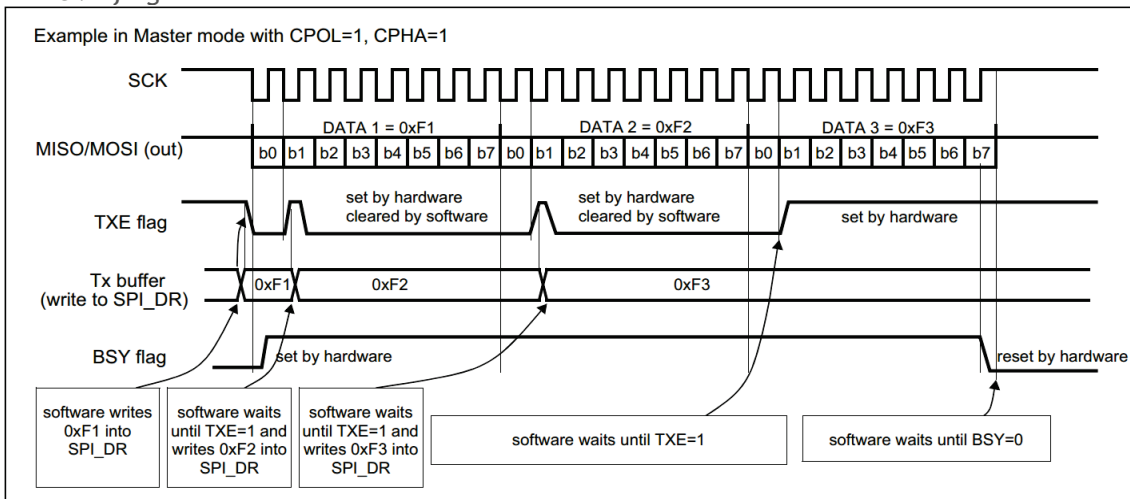 Example in Master mode with CPOL=1, CPHA=1
SCK
DATA 1 = 0xF1 DATA 2 = 0xF2 DATA 3 = 0xF3
MISO/MOSI (out) b0 b1 b2 b3 b4 b5 b6 b7 b0 b1 b2 b3 b4 b5 b6 b7 b0 b1 b2 b3 b4 b5 b6 b7
TXE flag
set by hardware
cleared by software
set by hardware
cleared by software
set by hardware
Tx buffer
(write to SPI_DR)
0xF1 0xF2 0xF3
BSY flag set by hardware reset by hardware
software writes
0xF1 into
SPI_DR
software waits
until TXE=1 and
writes 0xF2 into
SPI_DR
software waits
until TXE=1 and
writes 0xF3 into
SPI_DR
software waits until TXE=1
software waits until BSY=0